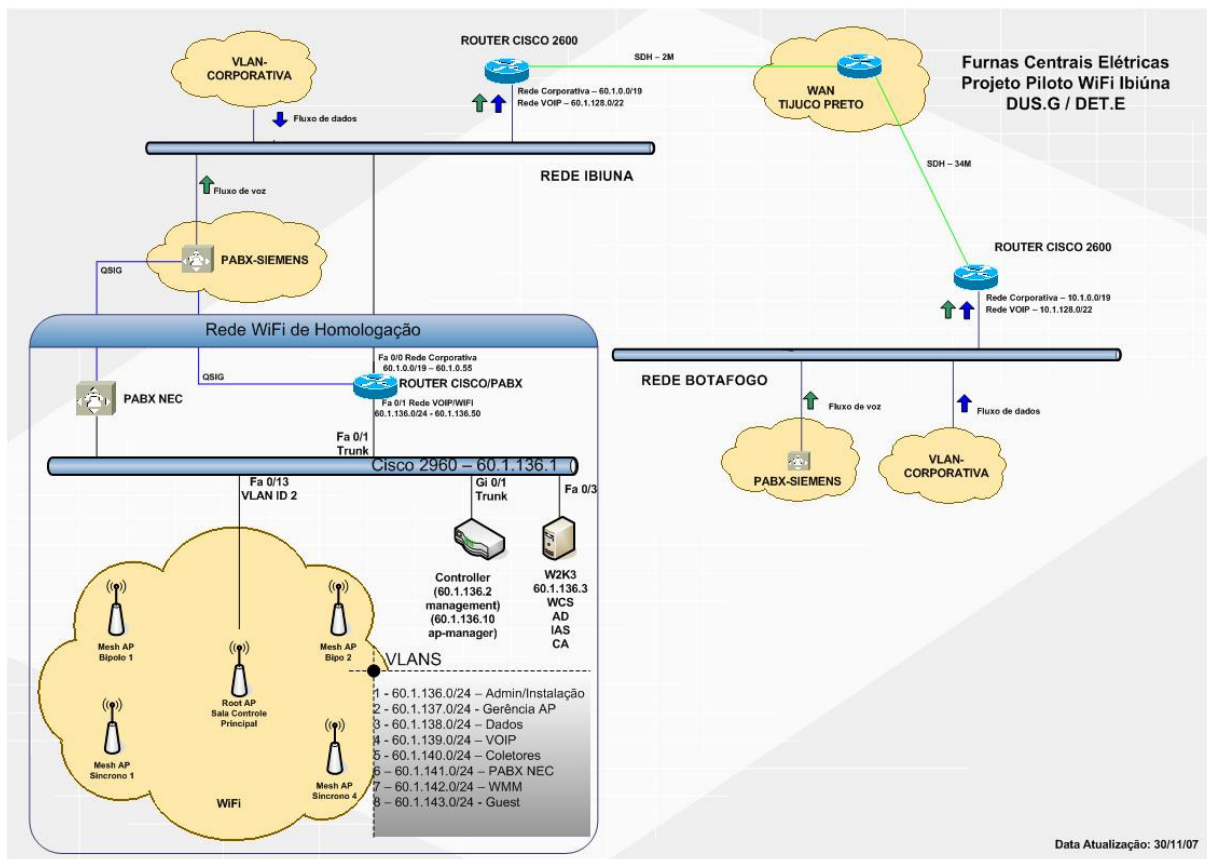 ROUTER CISCO 2600
VLAN-
CORPORATIVA
SDH – 2M
WAN
TIJUCO PRETO
Furnas Centrais Elétricas
Projeto Piloto WiFi Ibiúna
DUS.G / DET.E
Rede Corporativa – 60.1.0.0/19
Rede VOIP – 60.1.128.0/22
Fluxo de dados
REDE IBIUNA
SDH – 34M
Fluxo de voz
PABX-SIEMENS
QSIG
ROUTER CISCO 2600
Rede Corporativa – 10.1.0.0/19
Rede VOIP – 10.1.128.0/22
REDE BOTAFOGO
Fluxo de voz
Fluxo de dados
PABX-SIEMENS
VLAN-
CORPORATIVA
Rede WiFi de Homologação
Fa 0/0 Rede Corporativa
60.1.0.0/19 – 60.1.0.55
QSIG
ROUTER CISCO/PABX
PABX NEC
Fa 0/1 Rede VOIP/WIFI
60.1.136.0/24 - 60.1.136.50
Fa 0/1
Trunk
Cisco 2960 – 60.1.136.1
Fa 0/13
VLAN ID 2
Gi 0/1
Trunk
Fa 0/3
Controller
(60.1.136.2
management)
(60.1.136.10
ap-manager)
W2K3
60.1.136.3
WCS
AD
IAS
CA
Mesh AP
Bipolo 1
Mesh AP
Bipo 2
Root AP
Sala Controle
Principal
Mesh AP
Sincrono 1
Mesh AP
Sincrono 4
WiFi
VLANS
1 - 60.1.136.0/24 – Admin/Instalação
2 - 60.1.137.0/24 - Gerência AP
3 - 60.1.138.0/24 – Dados
4 - 60.1.139.0/24 – VOIP
5 - 60.1.140.0/24 – Coletores
6 – 60.1.141.0/24 – PABX NEC
7 – 60.1.142.0/24 – WMM
8 – 60.1.143.0/24 - Guest
Data Atualização: 30/11/07